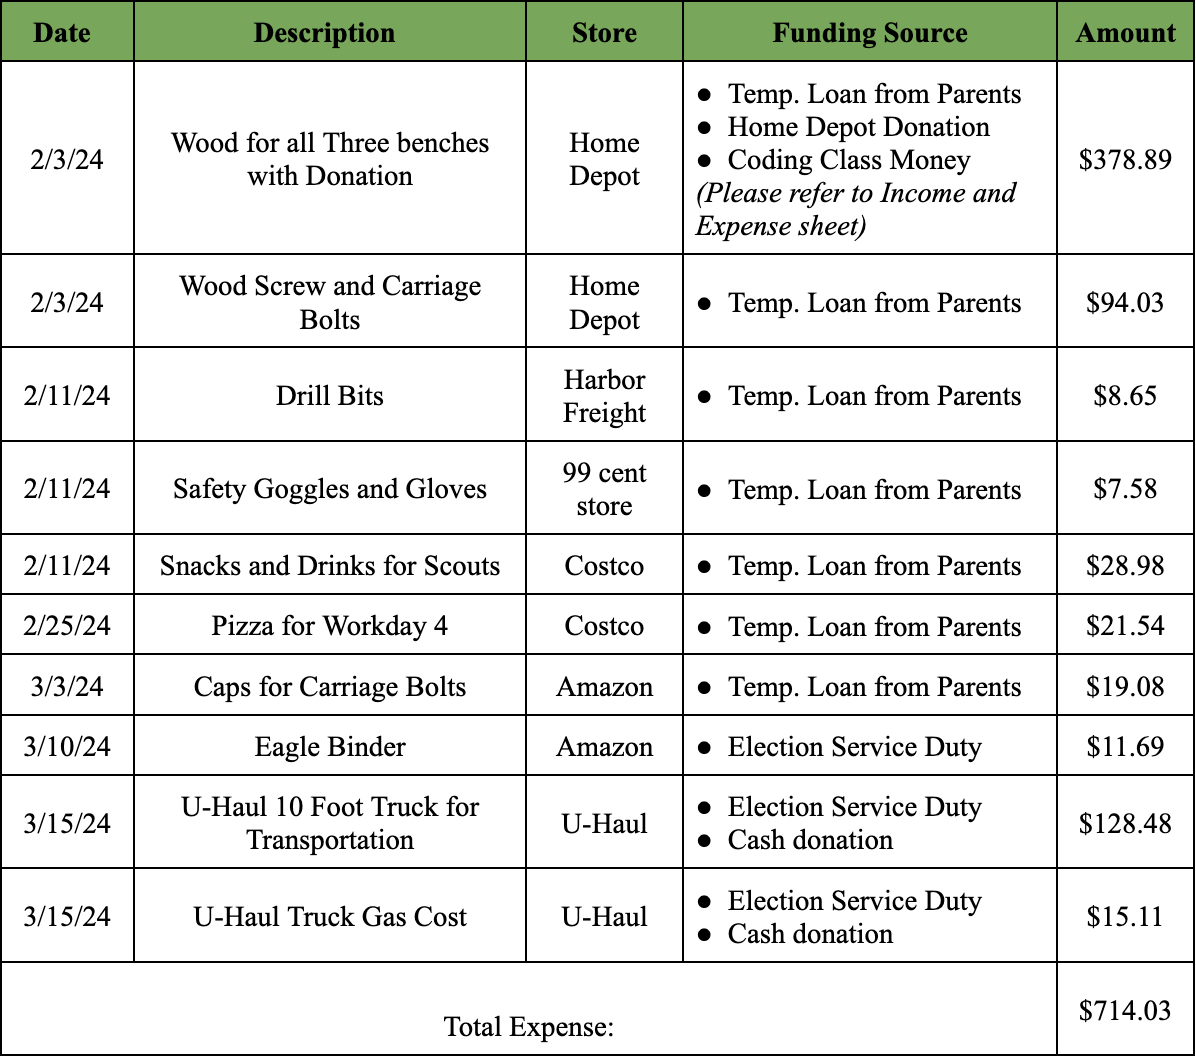 Date Description Store Funding Source Amount
2/3/24
Wood for all Three benches
with Donation
Home
Depot
● Temp. Loan from Parents
● Home Depot Donation
● Coding Class Money
(Please refer to Income and
Expense sheet)
$378.89
2/3/24
Wood Screw and Carriage
Bolts
Home
Depot
● Temp. Loan from Parents
$94.03
2/11/24
Drill Bits
Harbor
Freight
● Temp. Loan from Parents
$8.65
2/11/24
Safety Goggles and Gloves
99 cent
store
● Temp. Loan from Parents
$7.58
2/11/24 Snacks and Drinks for Scouts Costco ● Temp. Loan from Parents $28.98
2/25/24 Pizza for Workday 4 Costco ● Temp. Loan from Parents $21.54
3/3/24 Caps for Carriage Bolts Amazon ● Temp. Loan from Parents $19.08
3/10/24 Eagle Binder Amazon ● Election Service Duty $11.69
3/15/24
U-Haul 10 Foot Truck for
Transportation
U-Haul
● Election Service Duty
● Cash donation
$128.48
3/15/24
U-Haul Truck Gas Cost
U-Haul
● Election Service Duty
● Cash donation
$15.11
Total Expense:
$714.03